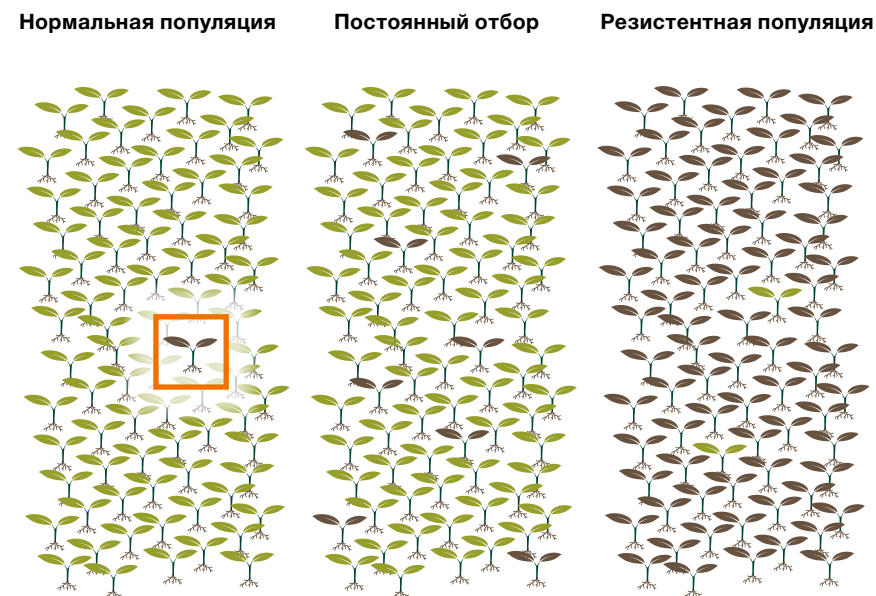 Нормальная популяция
Постоянный отбор
Резистентная популяция